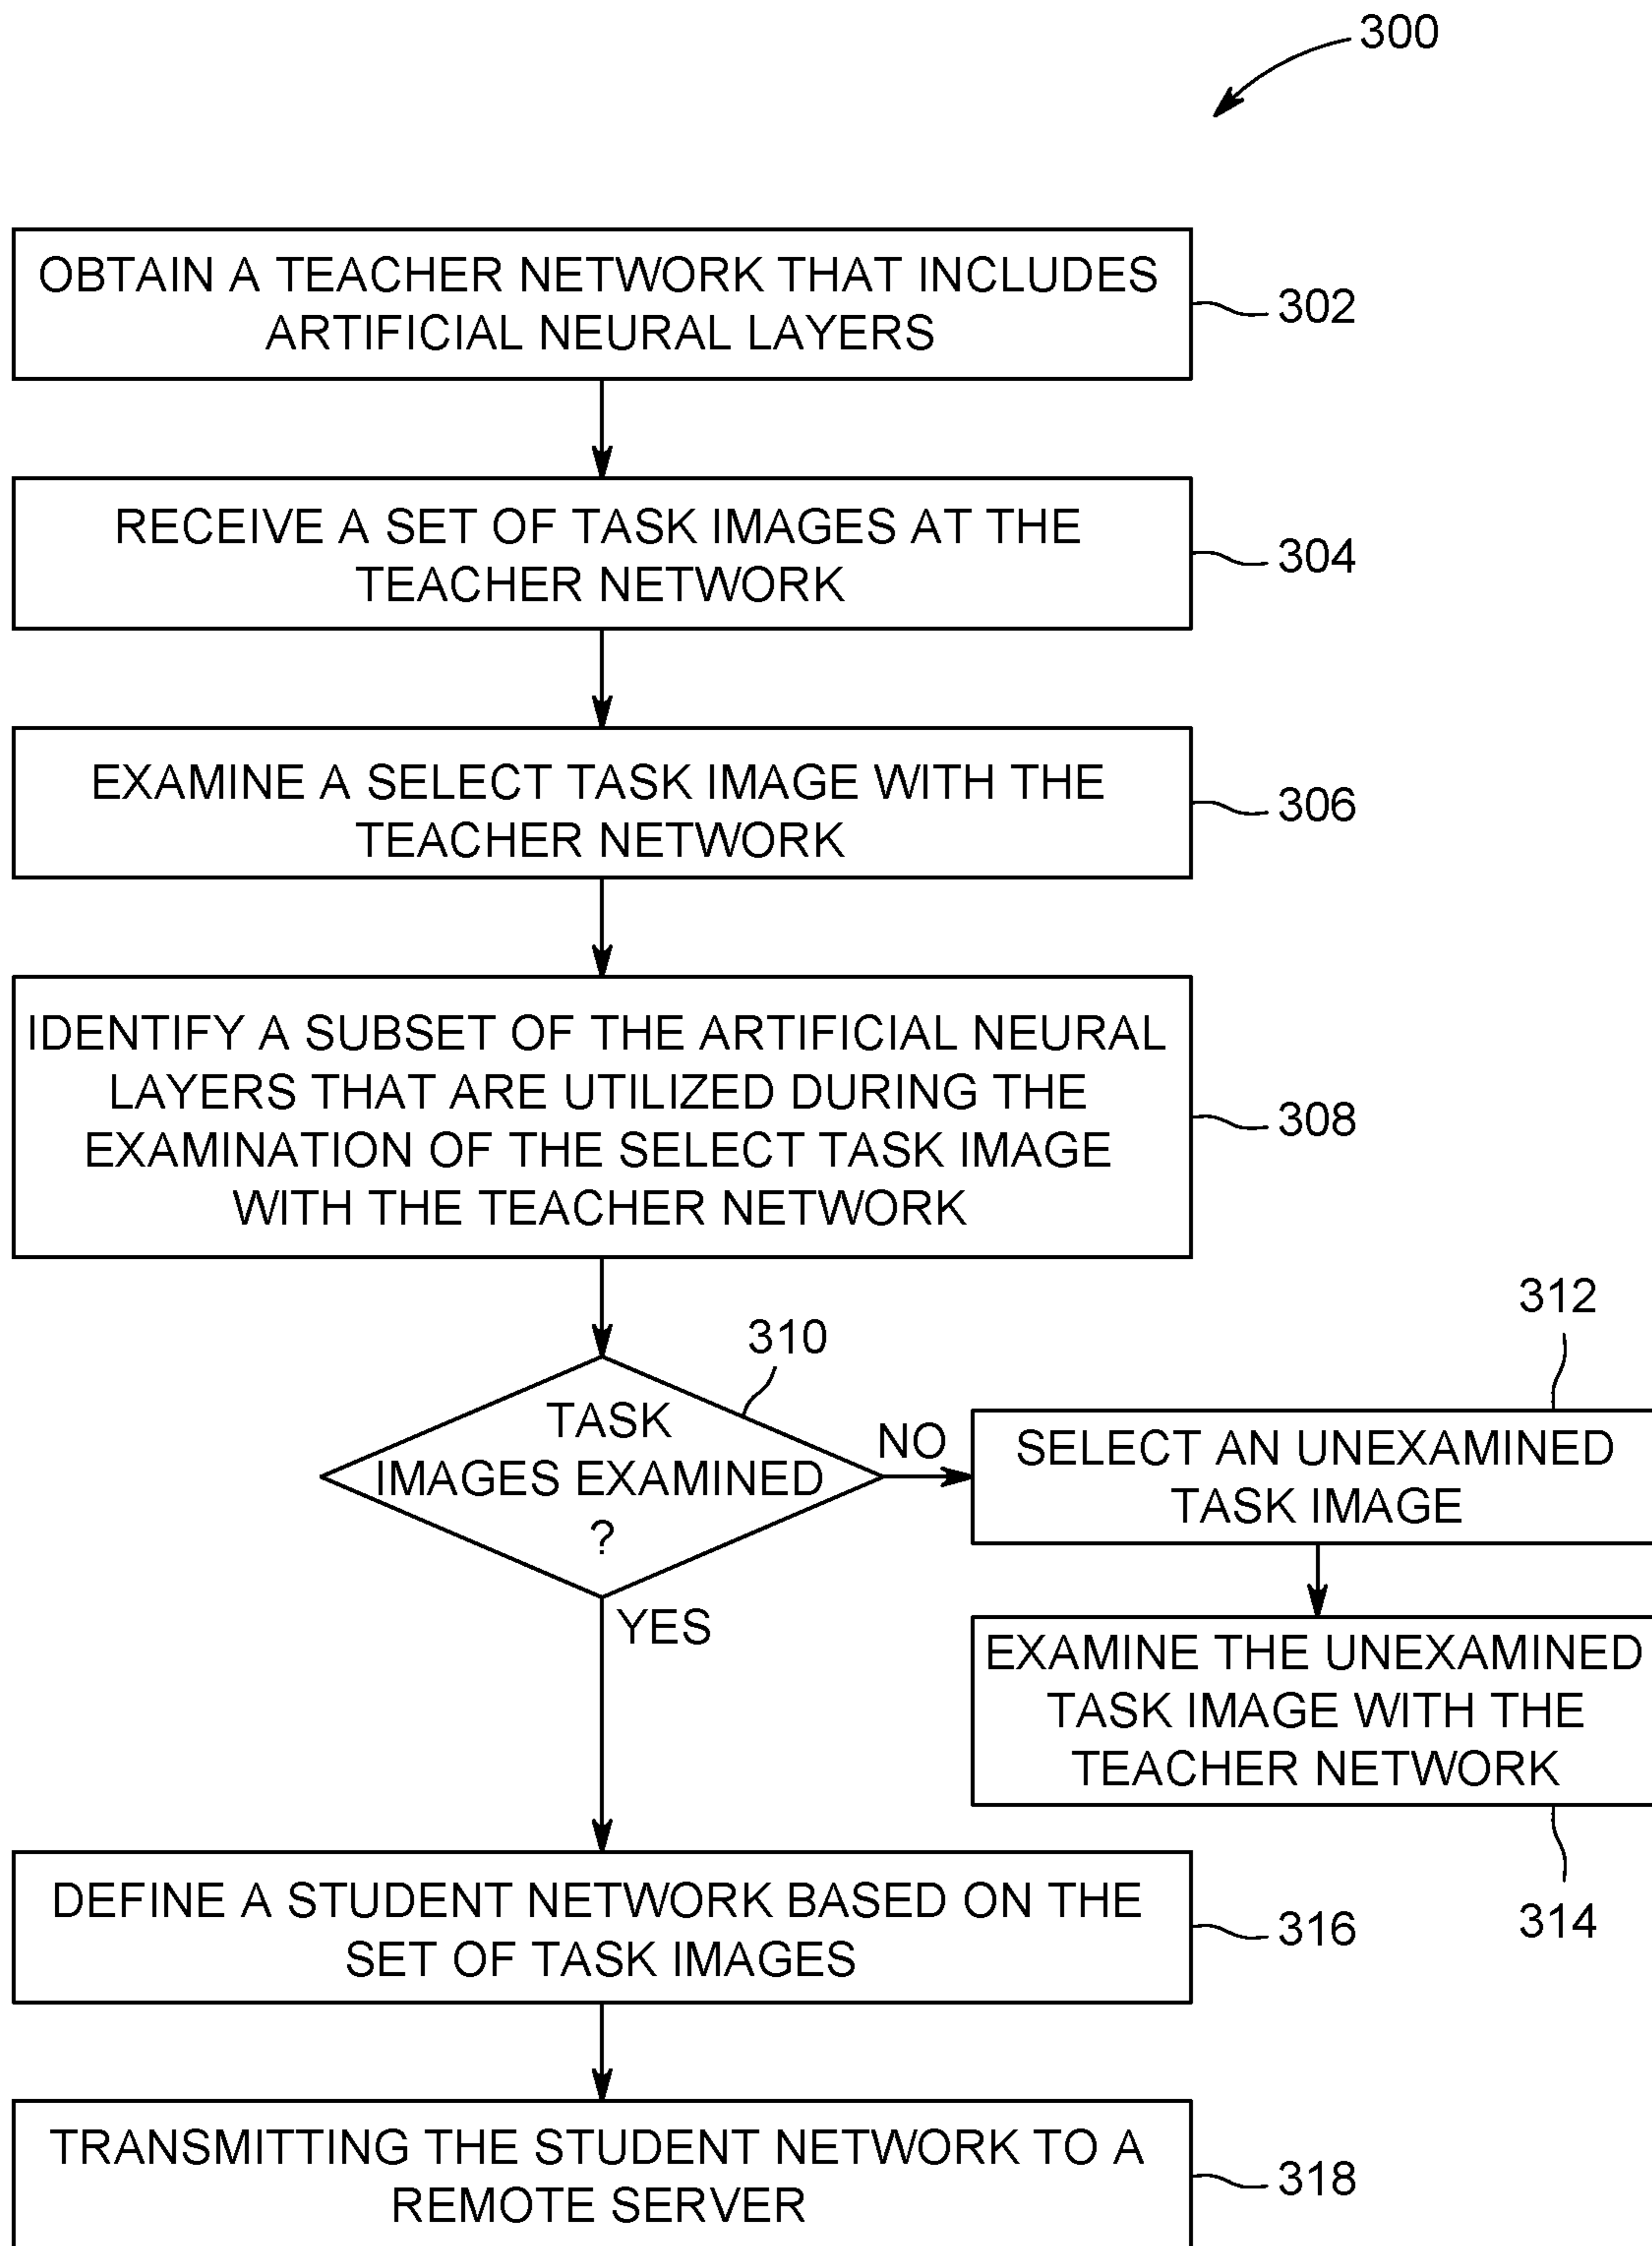 300
OBTAIN A TEACHER NETWORK THAT INCLUDES
ARTIFICIAL NEURAL LAYERS
302
RECEIVE A SET OF TASK IMAGES AT THE
TEACHER NETWORK
304
EXAMINE A SELECT TASK IMAGE WITH THE
TEACHER NETWORK
306
IDENTIFY A SUBSET OF THE ARTIFICIAL NEURAL
LAYERS THAT ARE UTILIZED DURING THE
EXAMINATION OF THE SELECT TASK IMAGE
WITH THE TEACHER NETWORK
308
310
TASK
IMAGES EXAMINED
?
NO
YES
312
SELECT AN UNEXAMINED
TASK IMAGE
EXAMINE THE UNEXAMINED
TASK IMAGE WITH THE
TEACHER NETWORK
314
DEFINE A STUDENT NETWORK BASED ON THE
SET OF TASK IMAGES
316
TRANSMITTING THE STUDENT NETWORK TO A
REMOTE SERVER
318